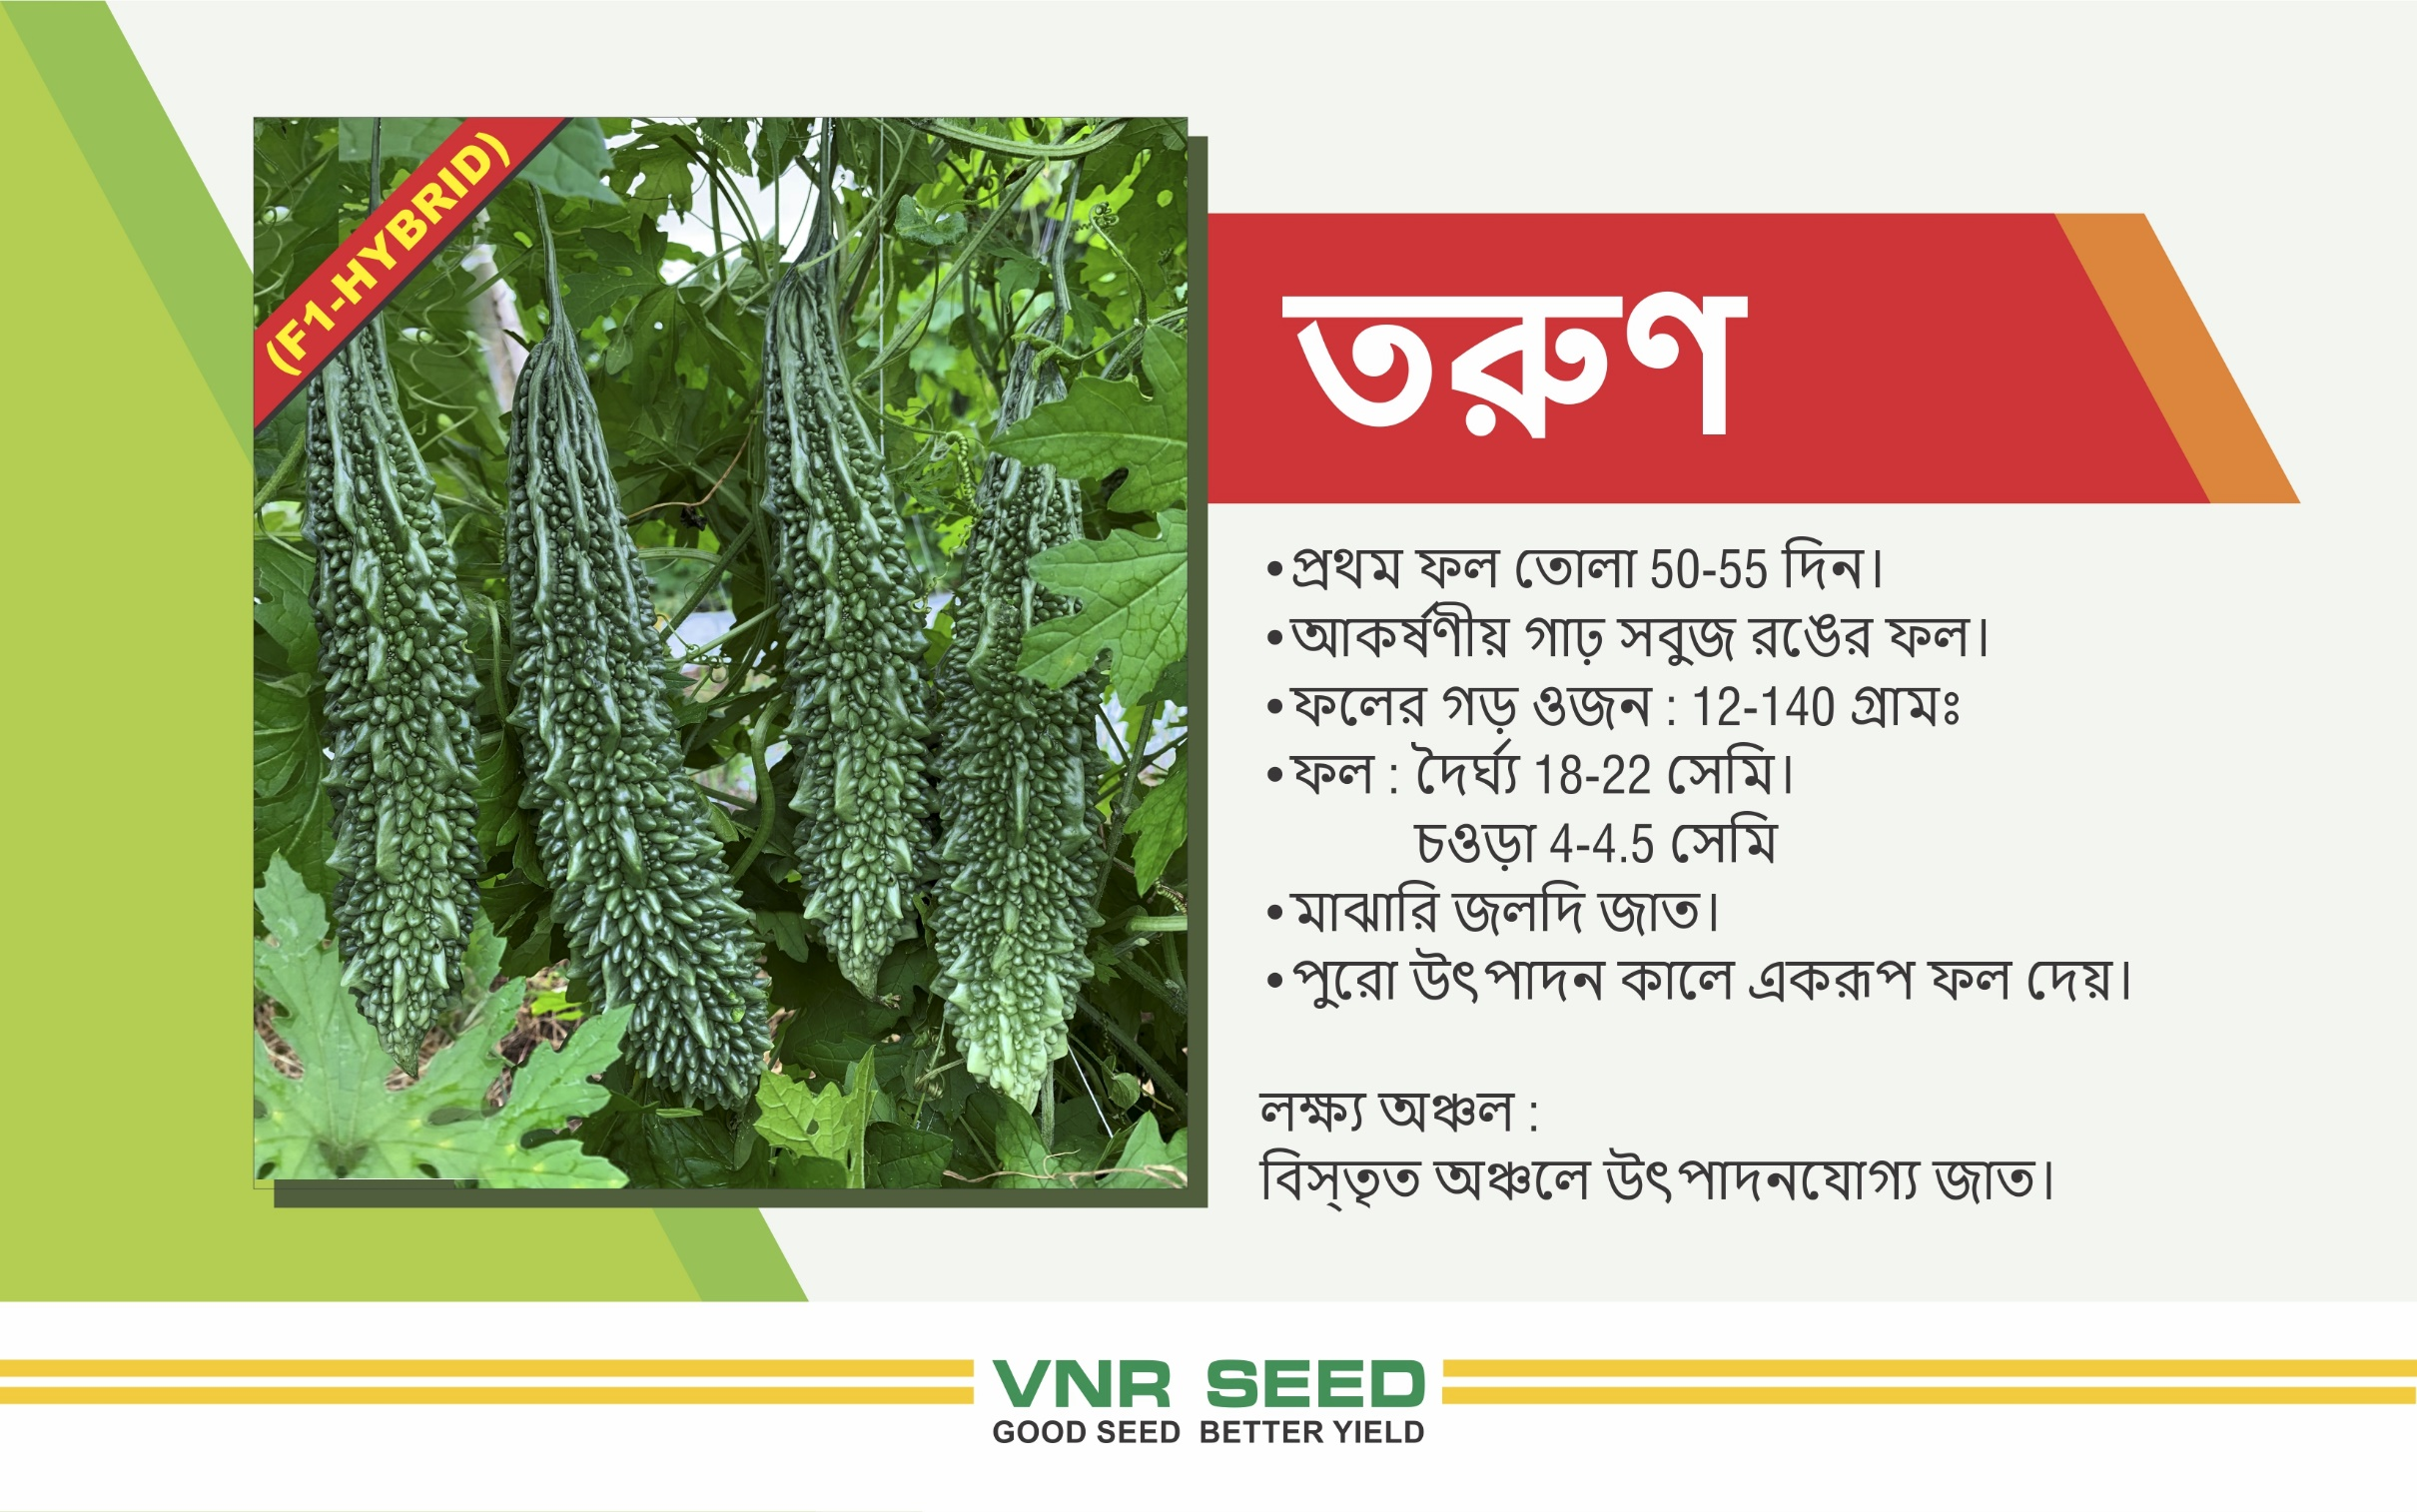 (F1-HYBRID)
তরুণ
•প্রথম ফল তোলা 50-55 দিন।
•আকর্ষণীয় গাঢ় সবুজ রঙের ফল।
•ফলের গড় ওজন : 12-140 গ্রামঃ
•ফল : দৈর্ঘ্য 18-22 সেমি।
চওড়া 4-4.5 সেমি
•মাঝারি জলদি জাত।
•পুরো উৎপাদন কালে একরূপ ফল দেয়।
লক্ষ্য অঞ্চল :
বিস্তৃত অঞ্চলে উৎপাদনযোগ্য জাত।
VNR SEED
GOOD SEED BETTER YIELD